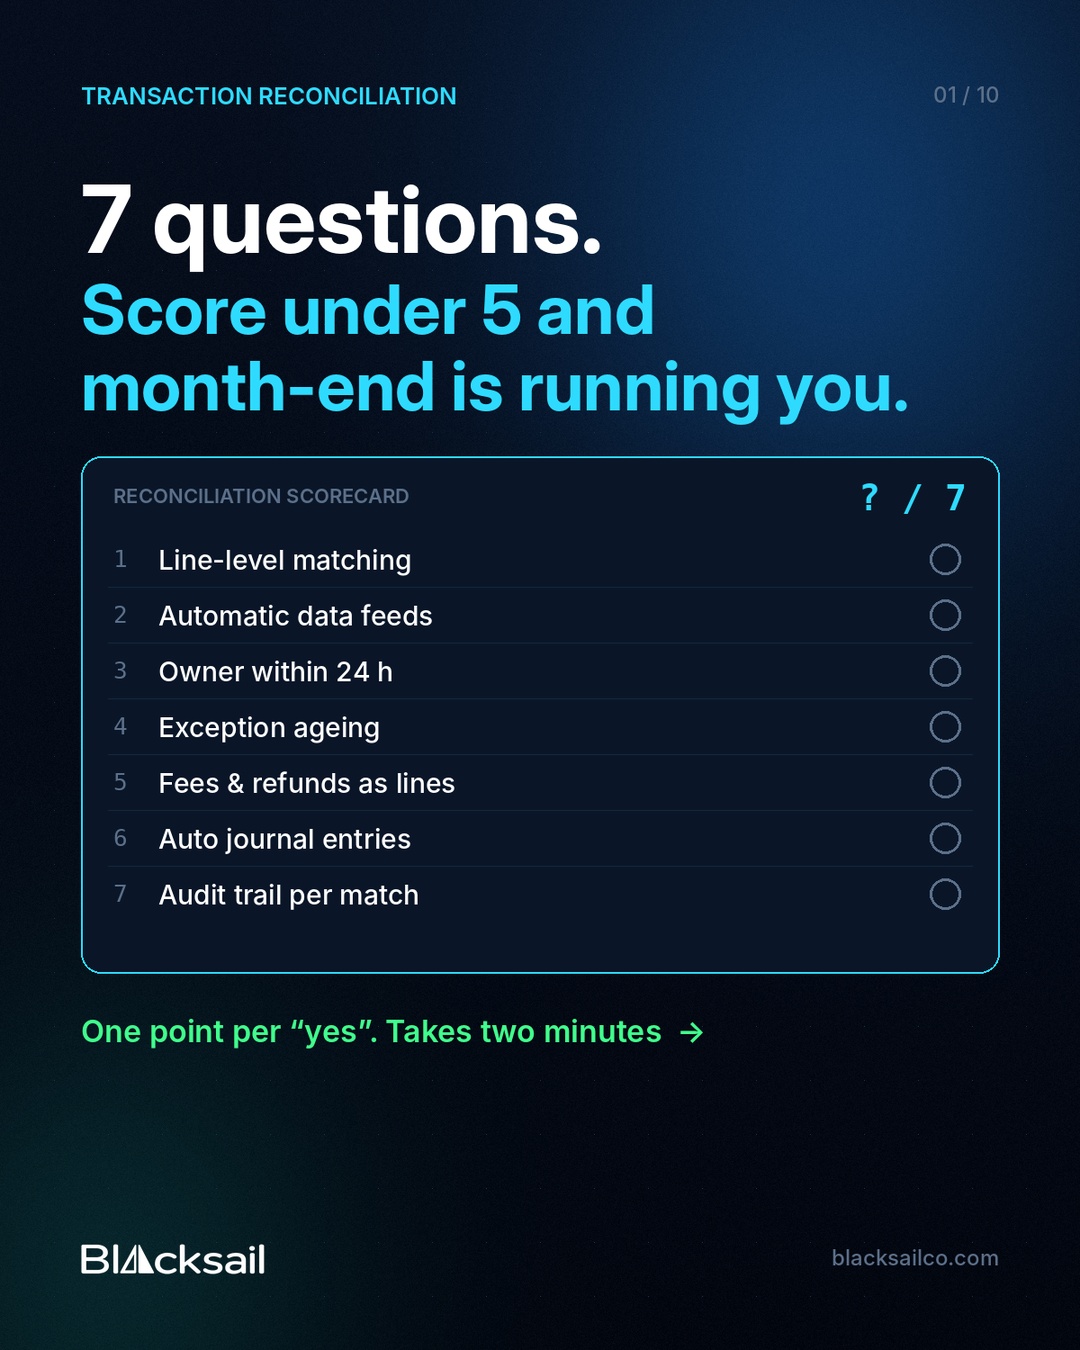 TRANSACTION RECONCILIATION
01 / 10
7 questions.
Score under 5 and
month-end is running you.
RECONCILIATION SCORECARD
? / 7
1 Line-level matching
2 Automatic data feeds
3 Owner within 24 h
4 Exception ageing
5 Fees & refunds as lines
6 Auto journal entries
7 Audit trail per match
One point per “yes”. Takes two minutes →
Blacksail
blacksailco.com